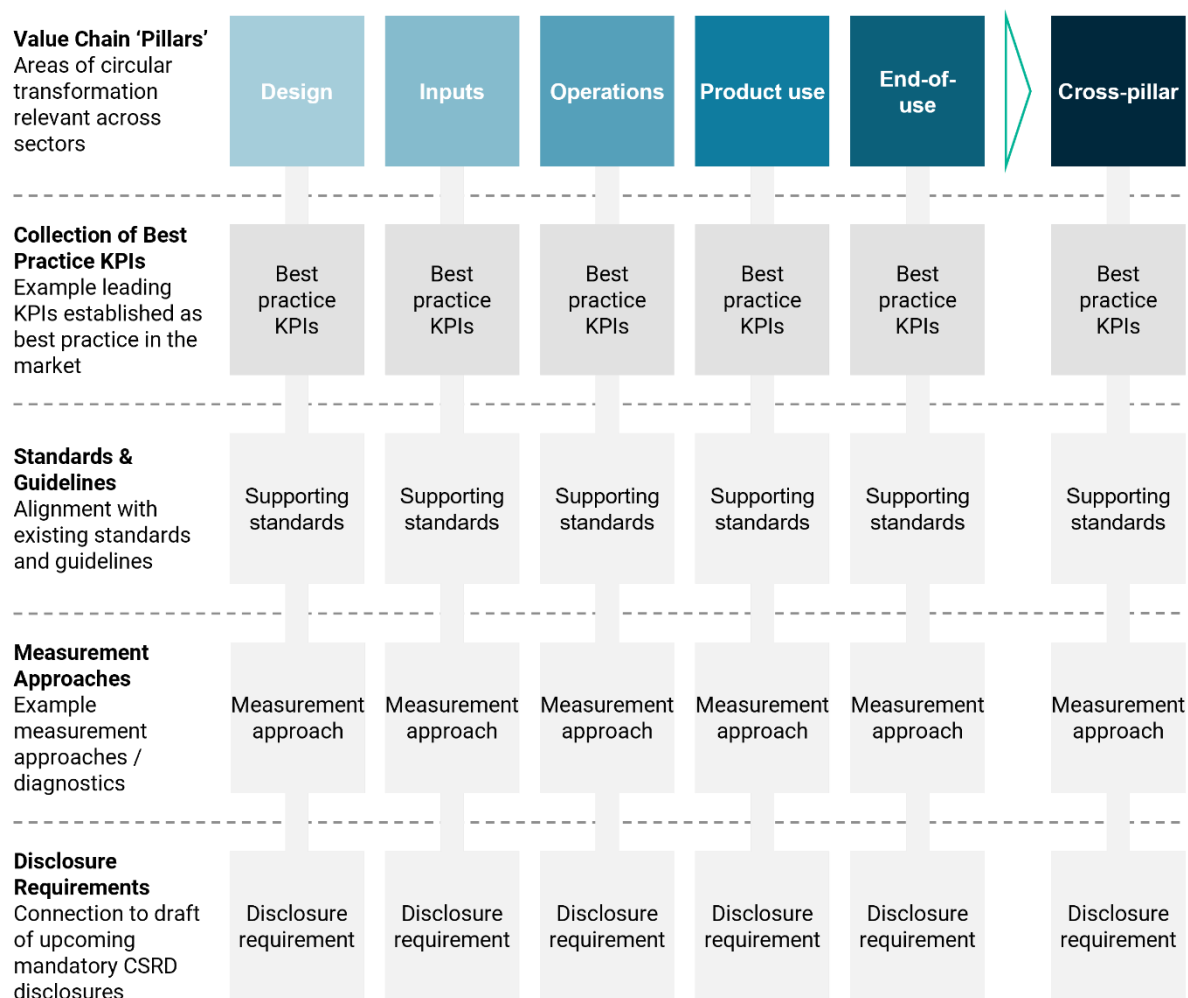 Value Chain ‘Pillars’
Areas of circular
transformation
relevant across
sectors
Design
Inputs
Operations
Product use
End-of-
use
Cross-pillar
Collection of Best
Practice KPIs
Example leading
KPIs established as
best practice in the
market
Best
practice
KPIs
Best
practice
KPIs
Best
practice
KPIs
Best
practice
KPIs
Best
practice
KPIs
Best
practice
KPIs
Standards &
Guidelines
Alignment with
existing standards
and guidelines
Supporting
standards
Supporting
standards
Supporting
standards
Supporting
standards
Supporting
standards
Supporting
standards
Measurement
Approaches
Example
measurement
approaches /
diagnostics
Measurement
approach
Measurement
approach
Measurement
approach
Measurement
approach
Measurement
approach
Measurement
approach
Disclosure
Requirements
Connection to draft
of upcoming
mandatory CSRD
disclosures
Disclosure
requirement
Disclosure
requirement
Disclosure
requirement
Disclosure
requirement
Disclosure
requirement
Disclosure
requirement